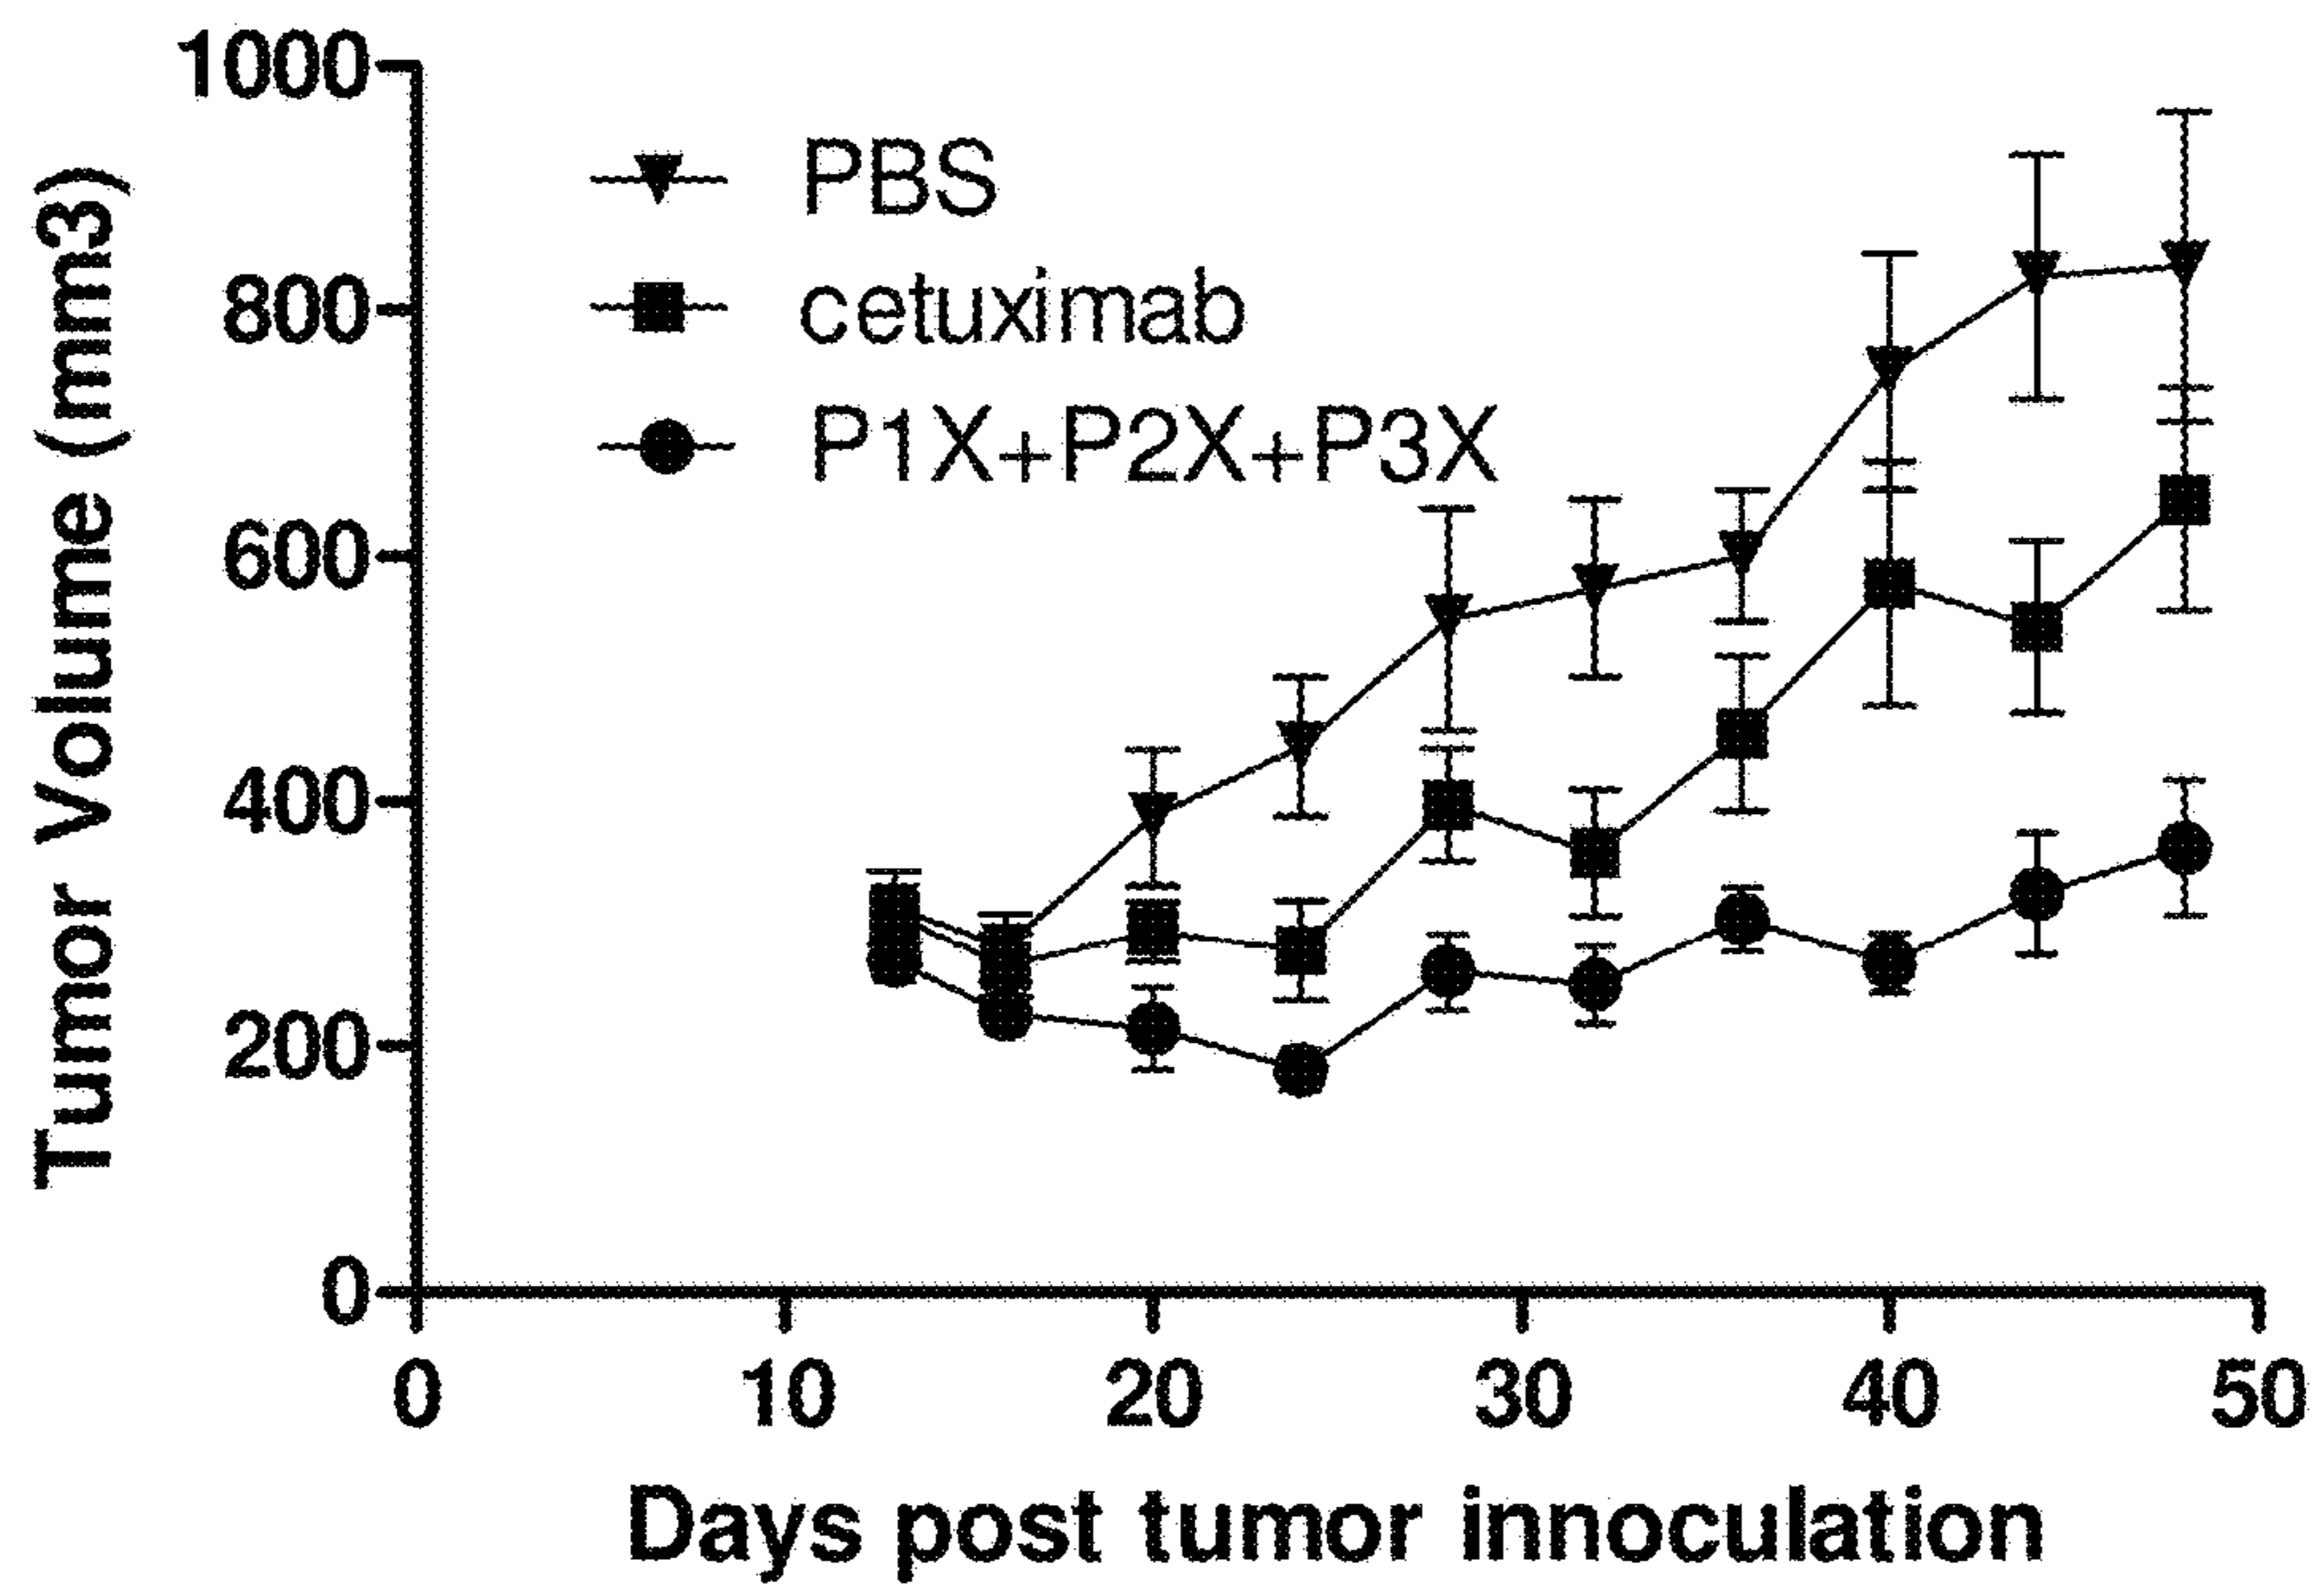 1000
800
600
400
200
0
Tumor Volume (mm3)
PBS
cetuximab
P1X+P2X+P3X
0 10 20 30 40 50
Days post tumor innoculation